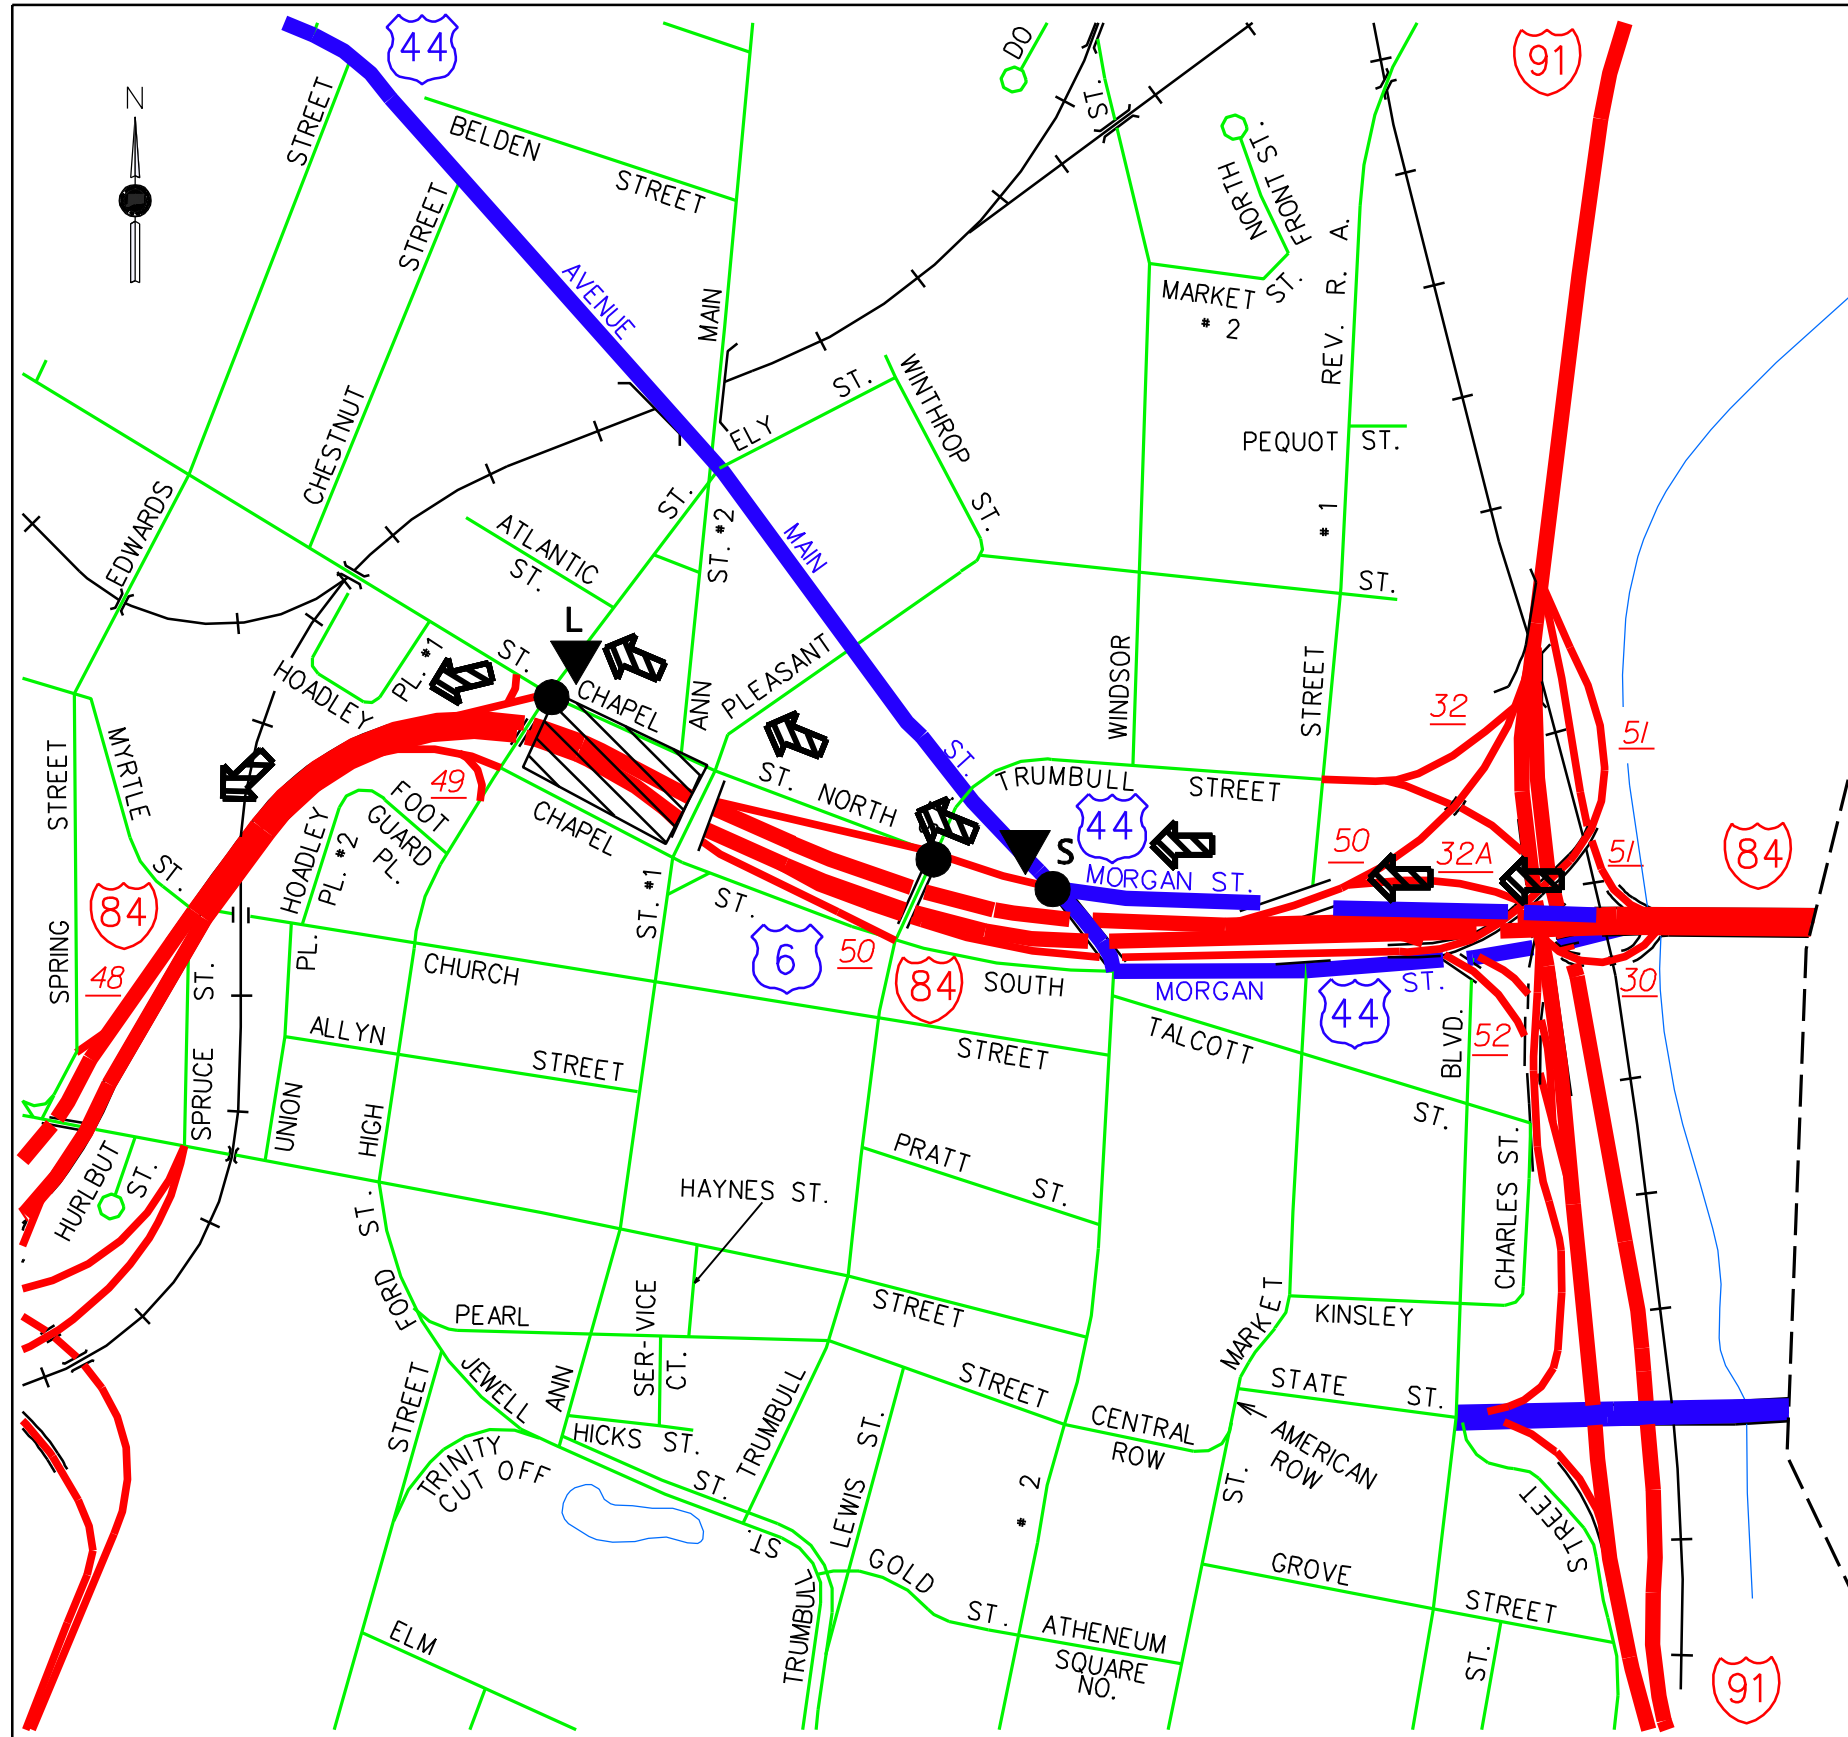 44
91
DO
N
ST.
STREET
BELDEN
STREET
STREET
NORTH
FRONT ST.
REV. R. A.
AVENUE
MAIN
MARKET ST.
# 2
ST.
WINTHROP
ST.
ELY
CHESTNUT
PEQUOT ST.
EDWARDS
ST.
ATLANTIC
ST.
ST. #2
MAIN
# 1
ST.
L
HOADLEY
PL. #1
ST.
CHAPEL
ANN
PLEASANT
WINDSOR
STREET
32
51
MYRTLE
ST.
STREET
SPRING
49
FOOT
GUARD
PL.
HOADLEY
PL. #2
CHAPEL
ST.
ST. NORTH
ST.
TRUMBULL STREET
44
S
MORGAN ST.
50
32A
51
84
84
48
ST. #1
6
50
84
SOUTH
MORGAN ST.
44
30
52
BLVD.
PL.
CHURCH
STREET
ST.
SPRUCE
ALLYN
STREET
TALCOTT
ST.
UNION
HIGH
ST.
HURLBUT
ST.
PRATT
ST.
HAYNES ST.
CHARLES ST.
FORD
PEARL
STREET
SER-VICE
CT.
STREET
MARKET
KINSLEY
STREET
JEWELL
ANN
HICKS ST.
ST.
TRUMBULL
LEWIS ST.
STREET
CENTRAL
ROW
STATE ST.
AMERICAN
ROW
ST.
TRINITY
CUT OFF
ST.
# 2
STREET
GOLD
ST.
GROVE
STREET
TRUMBULL
ELM
ATHENEUM
SQUARE
NO.
ST.
91